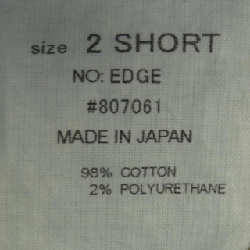 size 2 SHORT
NO: EDGE
#807061
MADE IN JAPAN
98% COTTON
2% POLYURETHANE